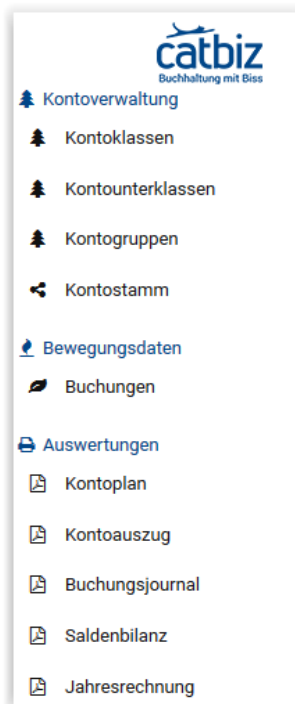 catbiz
Buchhaltung mit Biss
Kontoverwaltung
Kontoklassen
Kontounterklassen
Kontogruppen
Kontostamm
Bewegungsdaten
Buchungen
Auswertungen
Kontoplan
Kontoauszug
Buchungsjournal
Saldenbilanz
Jahresrechnung